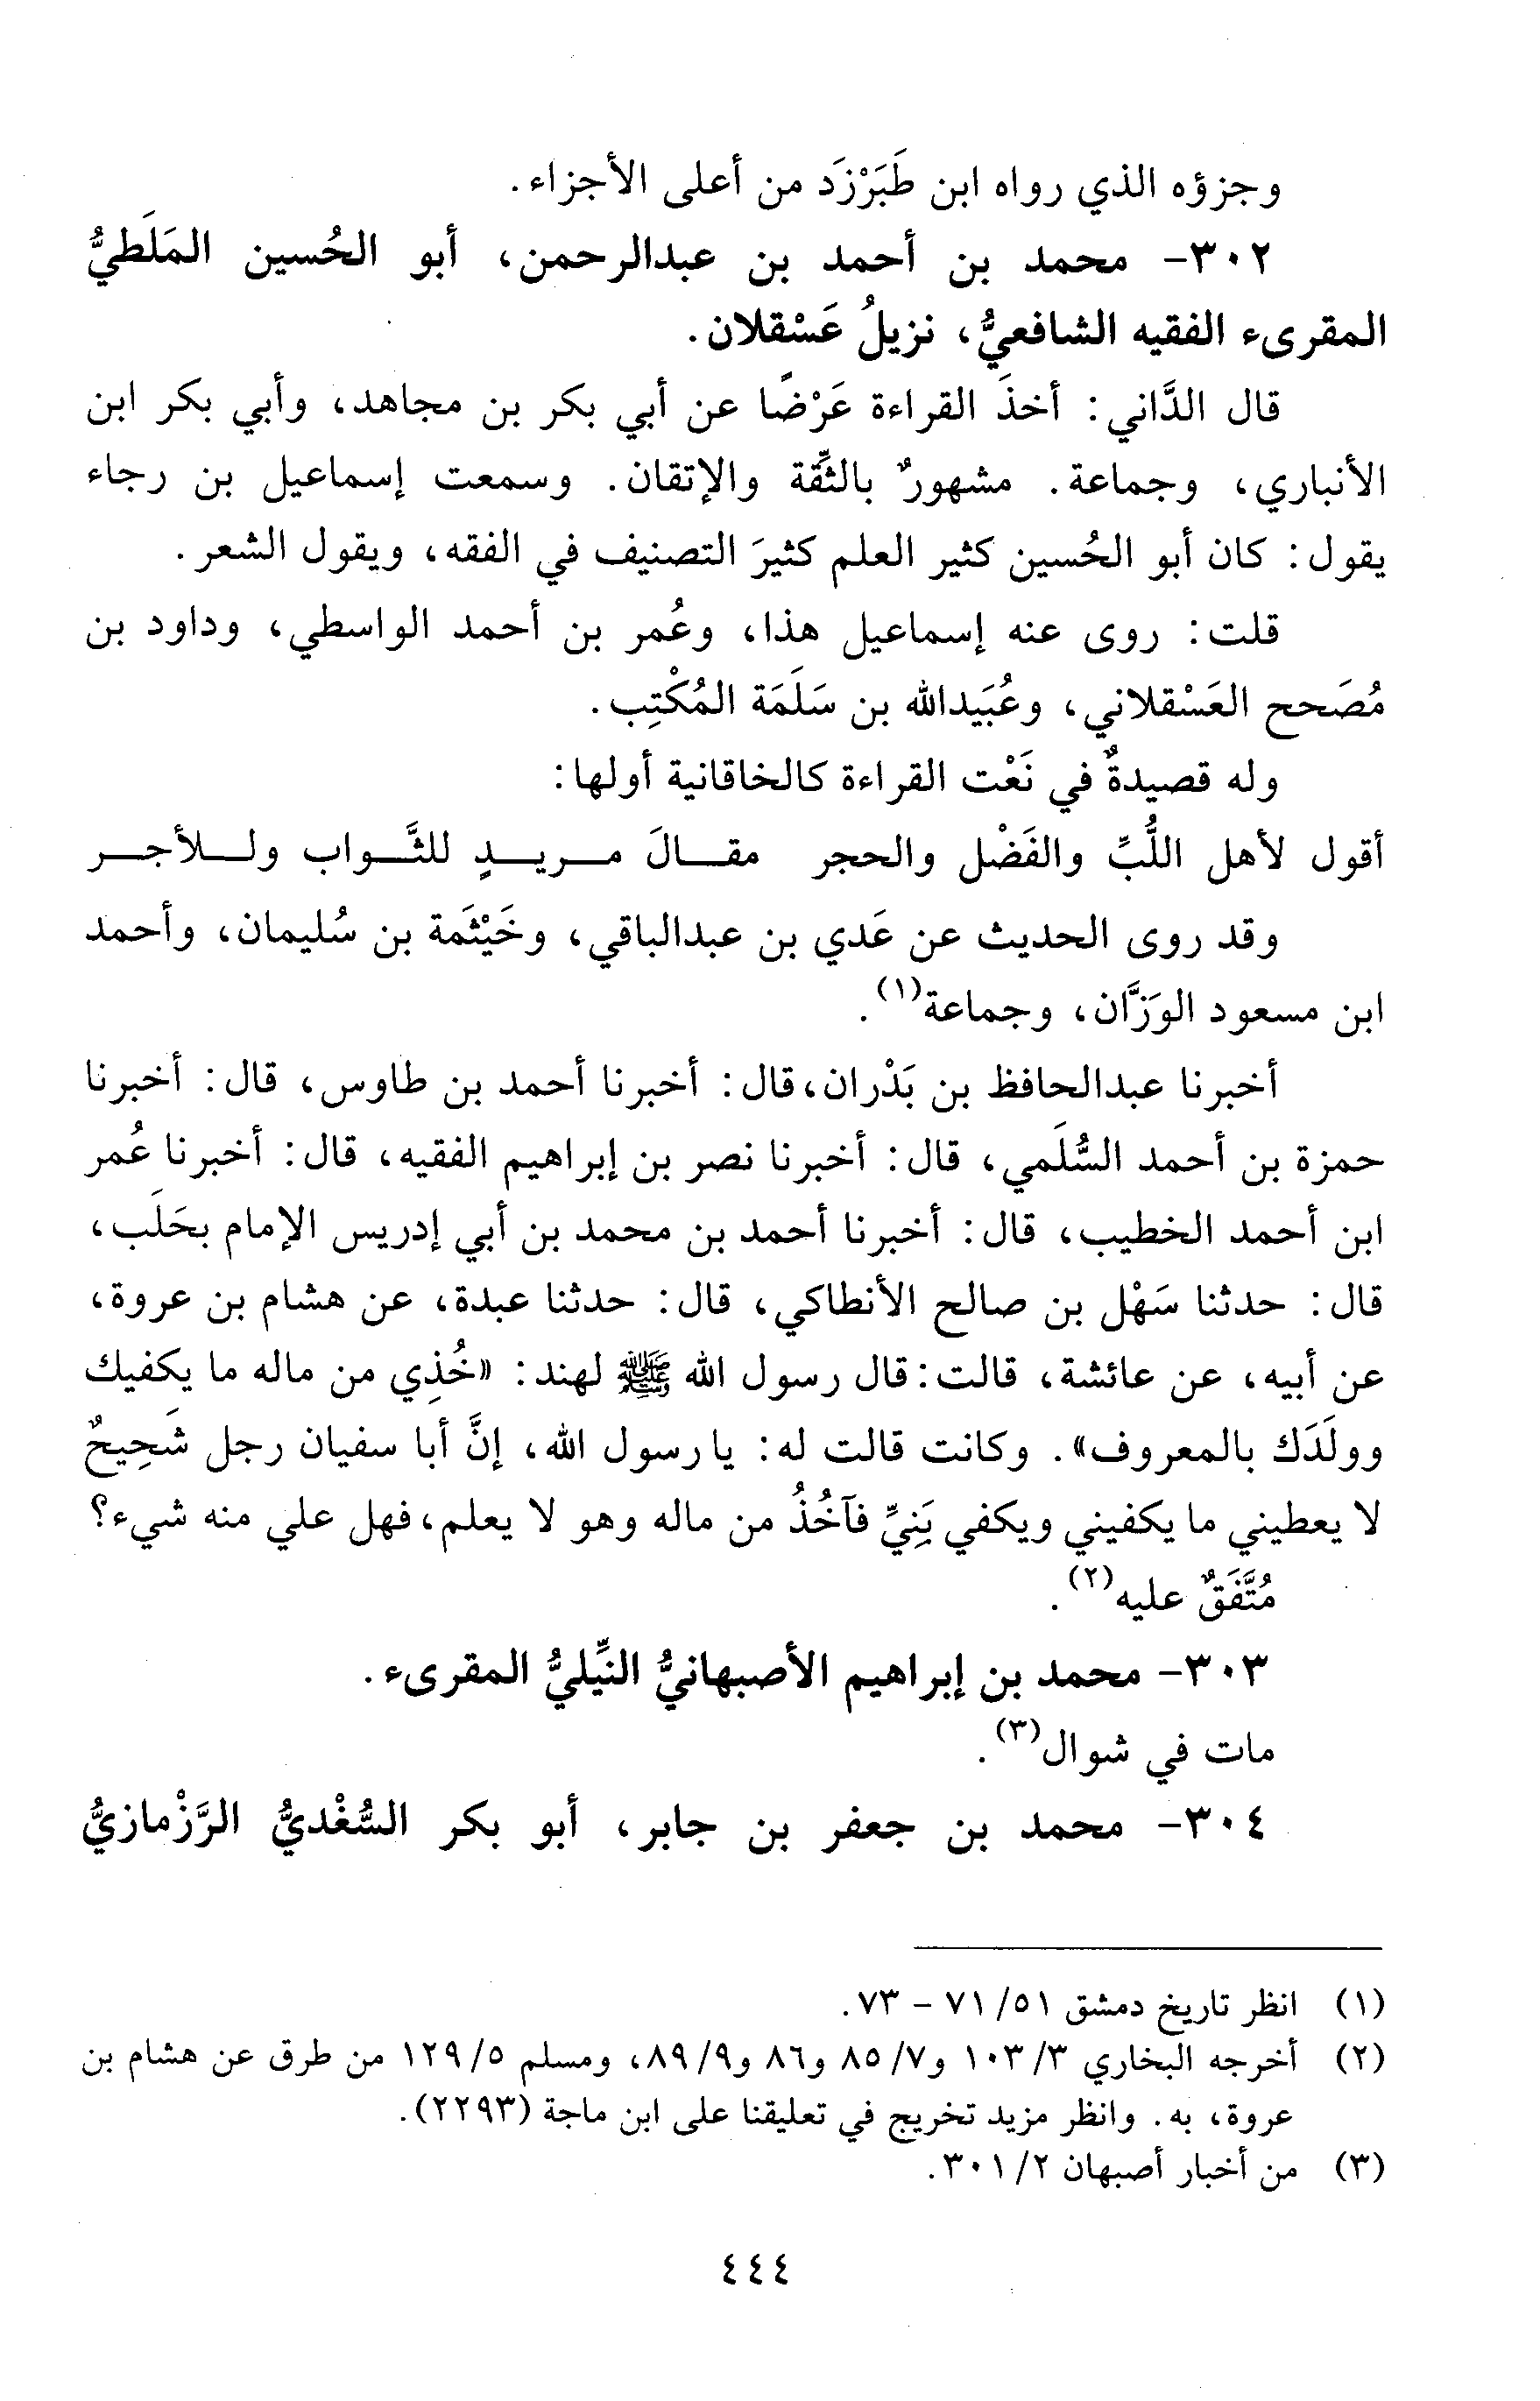 وجزؤه الذي رواه ابن طَبَرْزَد من أعلى الأجزاء.
٣٠٢- محمد بن أحمد بن عبدالرحمن، أبو الحُسين المَلَطيُّ
المقرىء الفقيه الشافعيُّ، نزيلُ عَسْقلان.
قال الدَّاني: أخذَ القراءة عَرْضًا عن أبي بكر بن مجاهد، وأبي بكر ابن
الأنباري، وجماعة. مشهورٌ بالثِّقة والإتقان. وسمعت إسماعيل بن رجاء
يقول: كان أبو الحُسين كثير العلم كثيرَ التصنيف في الفقه، ويقول الشعر.
قلت: روى عنه إسماعيل هذا، وعُمر بن أحمد الواسطي، وداود بن
مُصَحح العَسْقلاني، وعُبَيدالله بن سَلَمَة المُكْتِب.
وله قصيدةٌ في نَعْت القراءة كالخاقانية أولها:
أقول لأهل اللُّبِّ والفَضْل والحجر مقـالَ مـريـدٍ للثَّـواب ولـلأجـر
وقد روى الحديث عن عَدي بن عبدالباقي، وخَيْثَمة بن سُليمان، وأحمد
ابن مسعود الوَزَّان، وجماعة(١).
أخبرنا عبدالحافظ بن بَدْران، قال: أخبرنا أحمد بن طاوس، قال: أخبرنا
حمزة بن أحمد السُّلَمي، قال: أخبرنا نصر بن إبراهيم الفقيه، قال: أخبرنا عُمر
ابن أحمد الخطيب، قال: أخبرنا أحمد بن محمد بن أبي إدريس الإمام بحَلَب،
قال: حدثنا سَهْل بن صالح الأنطاكي، قال: حدثنا عبدة، عن هشام بن عروة،
عن أبيه، عن عائشة، قالت: قال رسول الله ﷺ لهند: «خُذِي من ماله ما يكفيك
وولَدَك بالمعروف». وكانت قالت له: يا رسول الله، إنَّ أبا سفيان رجل شَحِيحٌ
لا يعطيني ما يكفيني ويكفي بَنِيِّ فآخُذُ من ماله وهو لا يعلم، فهل علي منه شيء؟
مُتَّفَقٌ عليه(٢).
٣٠٣- محمد بن إبراهيم الأصبهانيُّ النِّيليُّ المقرىء.
مات في شوال(٣).
٣٠٤- محمد بن جعفر بن جابر، أبو بكر السُّغْديُّ الرَّزْمازيُّ
(١) انظر تاريخ دمشق ٥١/ ٧١ - ٧٣.
(٢) أخرجه البخاري ٣/ ١٠٣ و٧/ ٨٥ و٨٦ و٩/ ٨٩، ومسلم ٥/ ١٢٩ من طرق عن هشام بن
عروة، به. وانظر مزيد تخريج في تعليقنا على ابن ماجة (٢٢٩٣).
(٣) من أخبار أصبهان ٢/ ٣٠١.
٤٤٤